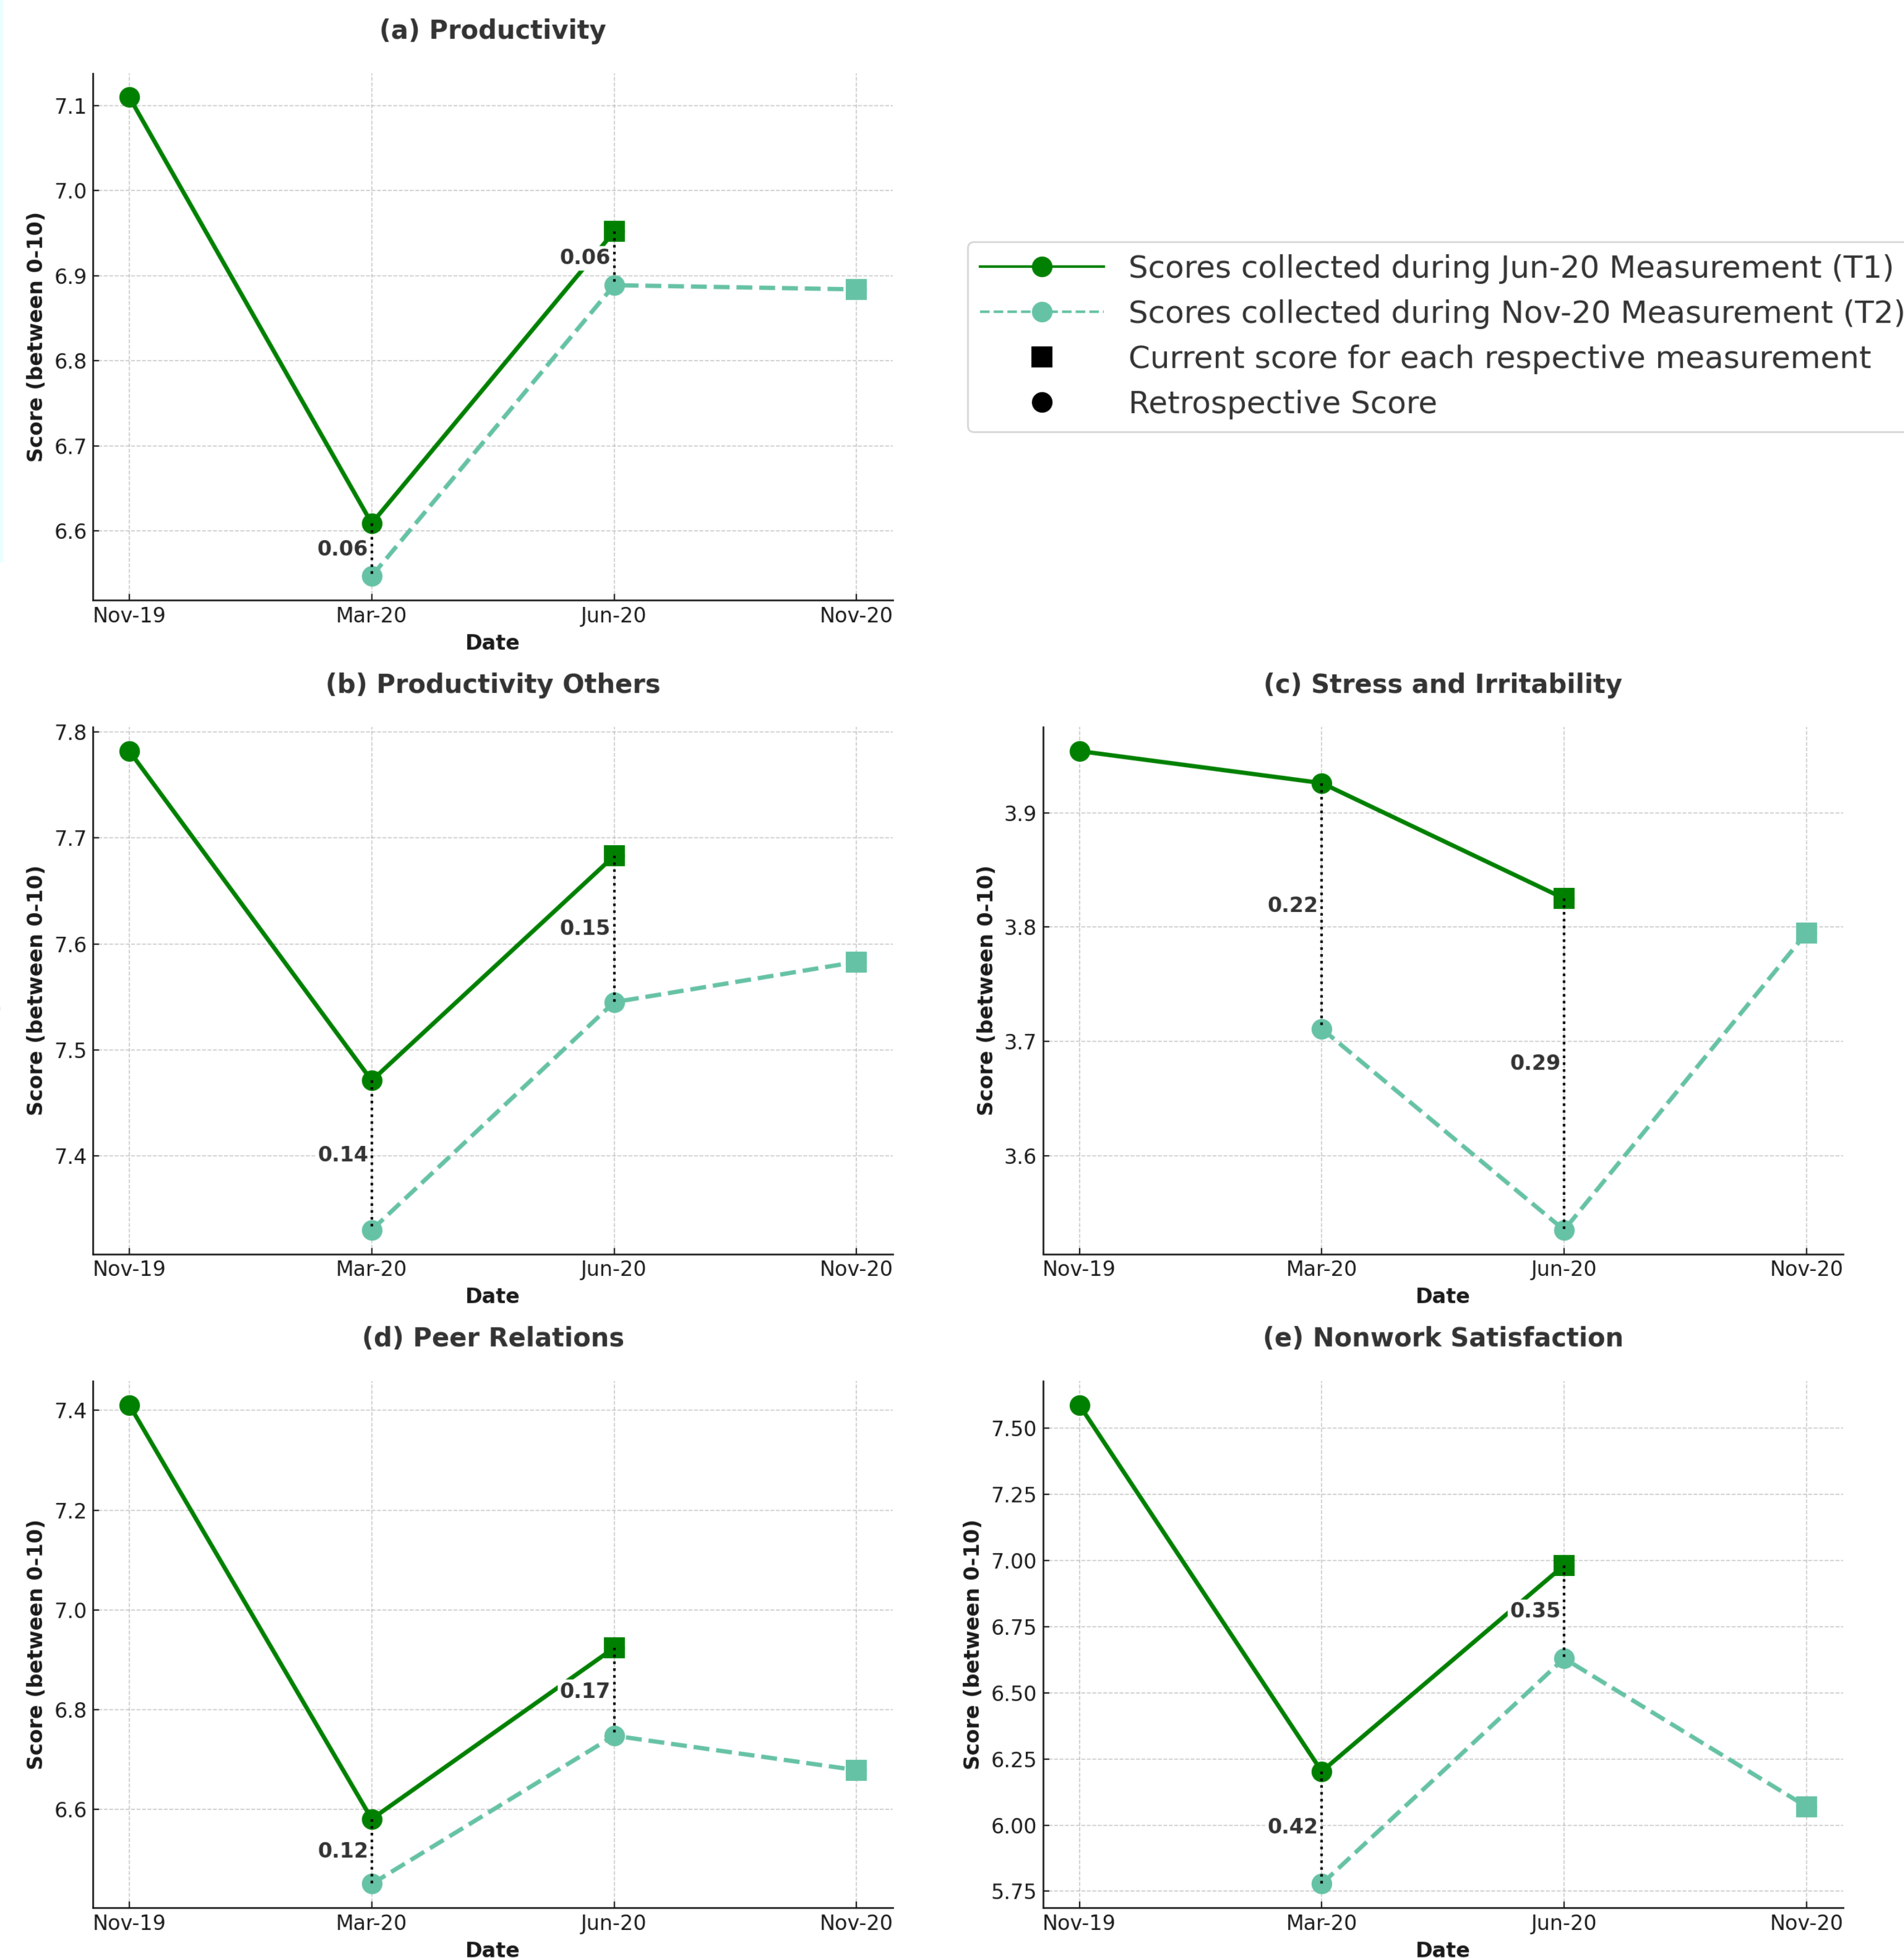 (a) Productivity
Score (between 0-10)
7.1
7.0
6.9
6.8
6.7
6.6
0.06
0.06
Nov-19 Mar-20 Jun-20 Nov-20
Date
Scores collected during Jun-20 Measurement (T1)
Scores collected during Nov-20 Measurement (T2)
Current score for each respective measurement
Retrospective Score
(b) Productivity Others
Score (between 0-10)
7.8
7.7
7.6
7.5
7.4
0.14
0.15
Nov-19 Mar-20 Jun-20 Nov-20
Date
(c) Stress and Irritability
Score (between 0-10)
3.9
3.8
3.7
3.6
0.22
0.29
Nov-19 Mar-20 Jun-20 Nov-20
Date
(d) Peer Relations
Score (between 0-10)
7.4
7.2
7.0
6.8
6.6
0.12
0.17
Nov-19 Mar-20 Jun-20 Nov-20
Date
(e) Nonwork Satisfaction
Score (between 0-10)
7.50
7.25
7.00
6.75
6.50
6.25
6.00
5.75
0.42
0.35
Nov-19 Mar-20 Jun-20 Nov-20
Date